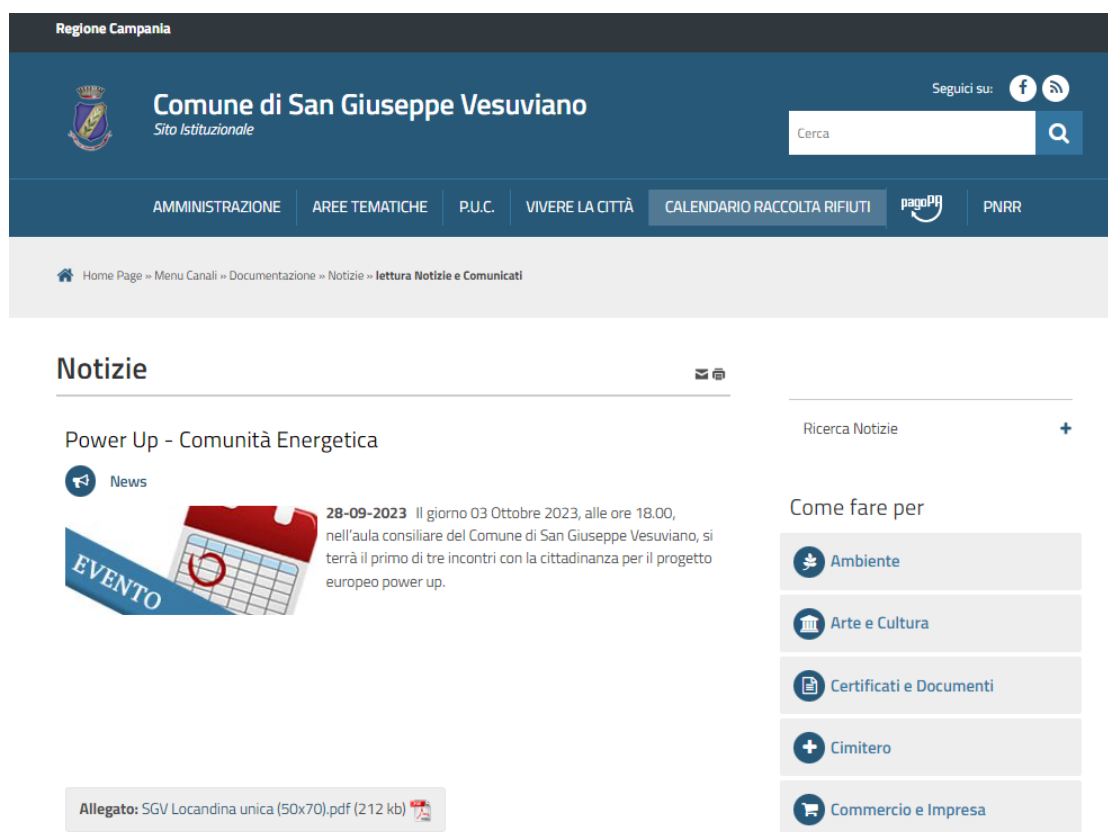 Regione Campania
Comune di San Giuseppe Vesuviano
Sito Istituzionale
Seguici su:
Cerca
AMMINISTRAZIONE AREE TEMATICHE P.U.C. VIVERE LA CITTÀ CALENDARIO RACCOLTA RIFIUTI pagoPA PNRR
Home Page » Menu Canali » Documentazione » Notizie » lettura Notizie e Comunicati
Notizie
Power Up - Comunità Energetica
News
EVENTO
28-09-2023 Il giorno 03 Ottobre 2023, alle ore 18.00,
nell'aula consiliare del Comune di San Giuseppe Vesuviano, si
terrà il primo di tre incontri con la cittadinanza per il progetto
europeo power up.
Allegato: SGV Locandina unica (50x70).pdf (212 kb)
Ricerca Notizie
Come fare per
Ambiente
Arte e Cultura
Certificati e Documenti
Cimitero
Commercio e Impresa